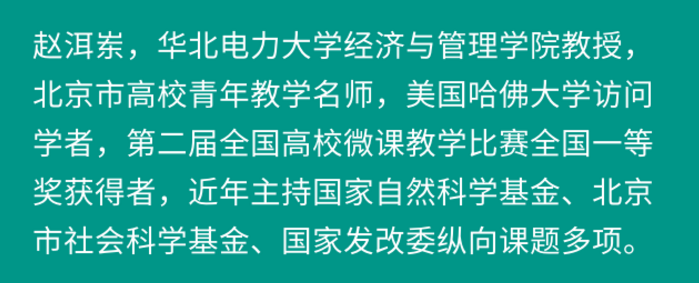 赵洱岽，华北电力大学经济与管理学院教授，
北京市高校青年教学名师，美国哈佛大学访问
学者，第二届全国高校微课教学比赛全国一等
奖获得者，近年主持国家自然科学基金、北京
市社会科学基金、国家发改委纵向课题多项。